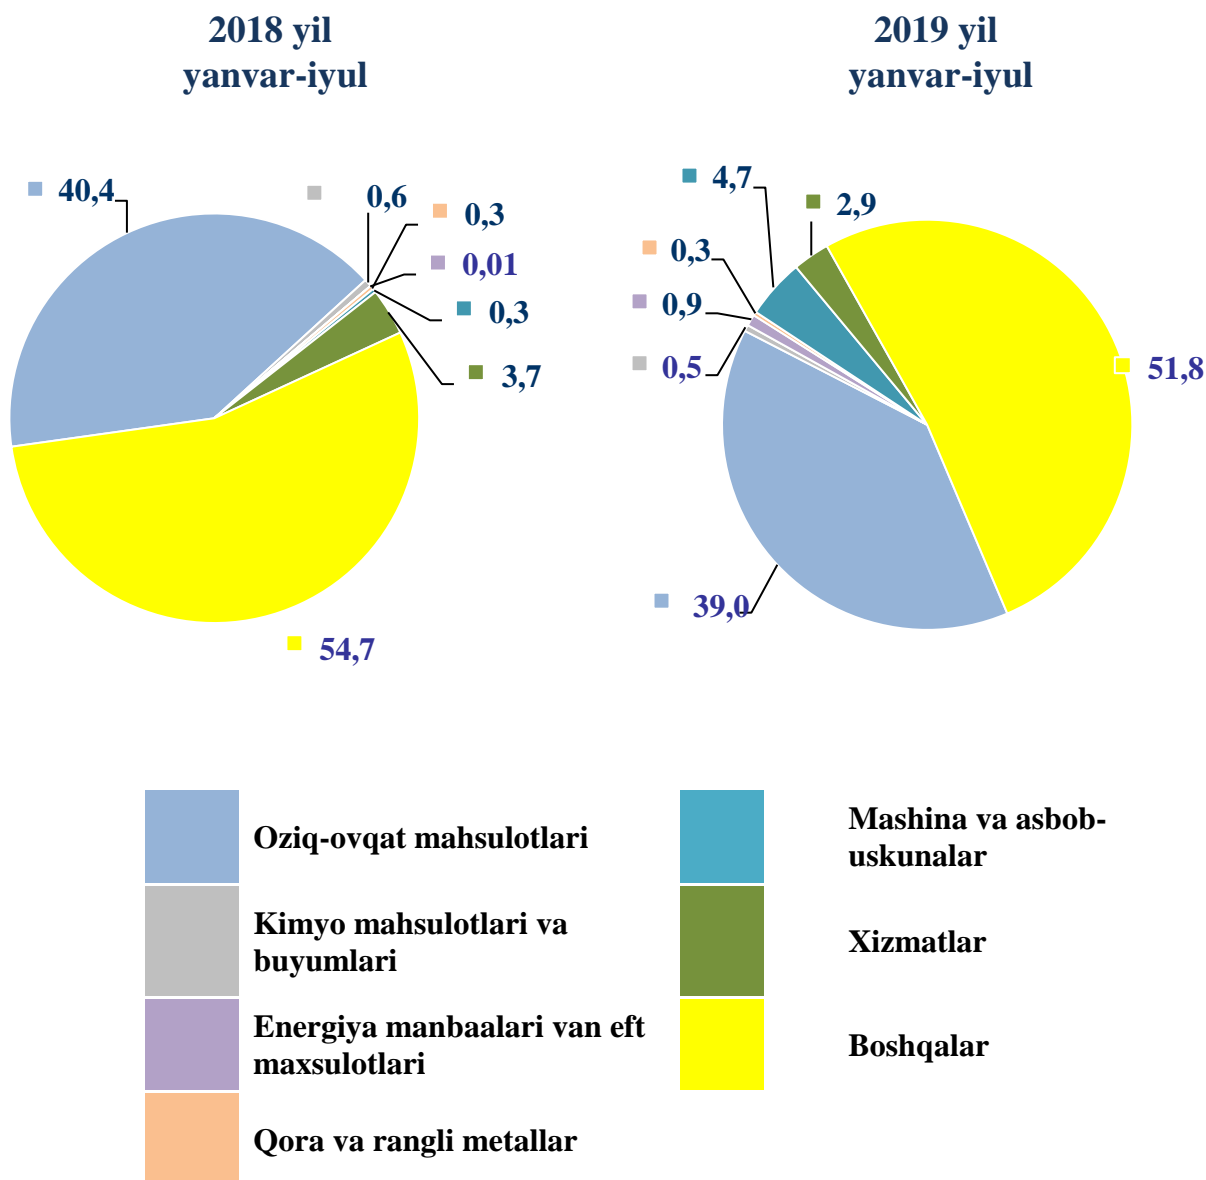 2018 yil
yanvar-iyul
2019 yil
yanvar-iyul
40,4
0,6
0,3
0,01
0,3
3,7
54,7
4,7
2,9
0,3
0,9
0,5
51,8
39,0
Oziq-ovqat mahsulotlari
Kimyo mahsulotlari va
buyumlari
Energiya manbaalari van eft
maxsulotlari
Qora va rangli metallar
Mashina va asbob-
uskunalar
Xizmatlar
Boshqalar